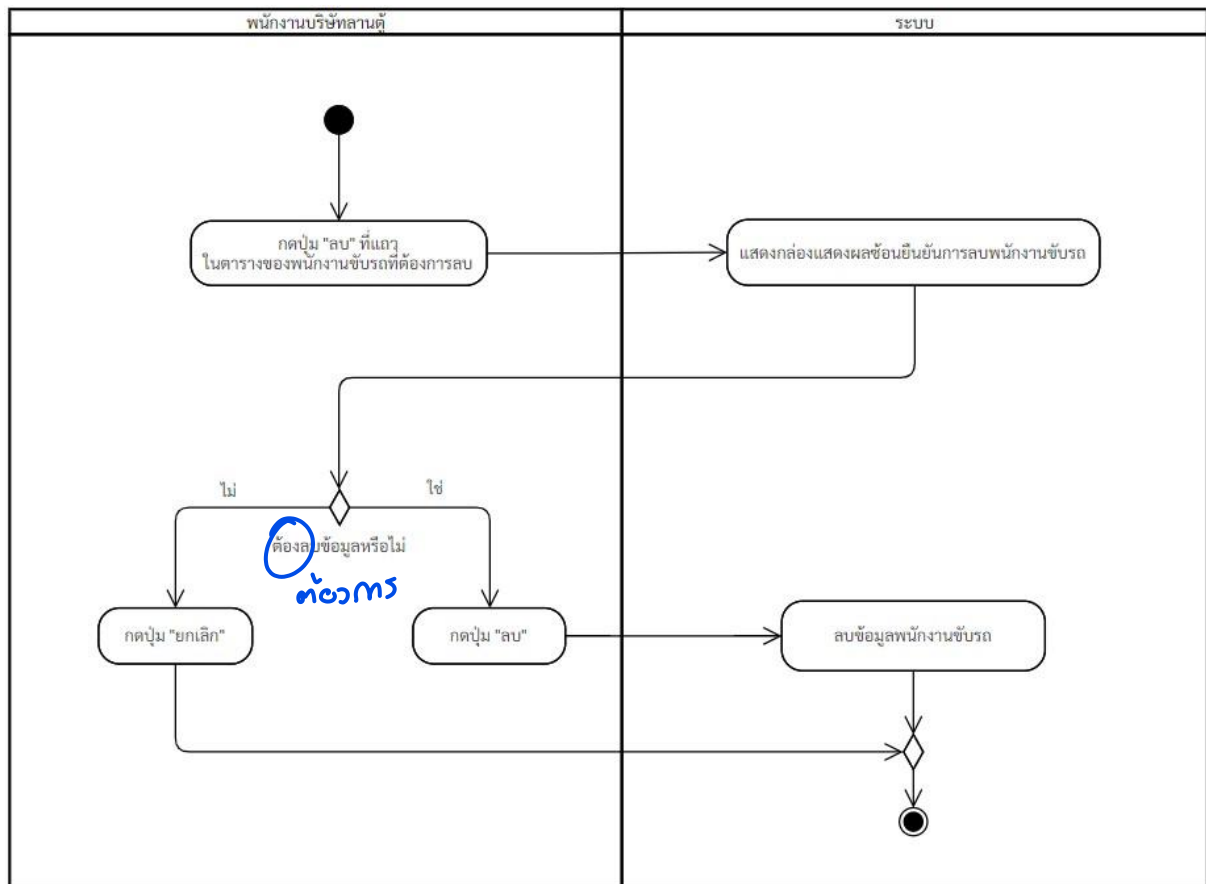 พนักงานบริษัทลานตู้
ระบบ
กดปุ่ม "ลบ" ที่แถว
ในตารางของพนักงานขับรถที่ต้องการลบ
แสดงกล่องแสดงผลซ้อนยืนยันการลบพนักงานขับรถ
ไม่
ใช่
ต้องลบข้อมูลหรือไม่
ต้องการ
กดปุ่ม "ยกเลิก"
กดปุ่ม "ลบ"
ลบข้อมูลพนักงานขับรถ